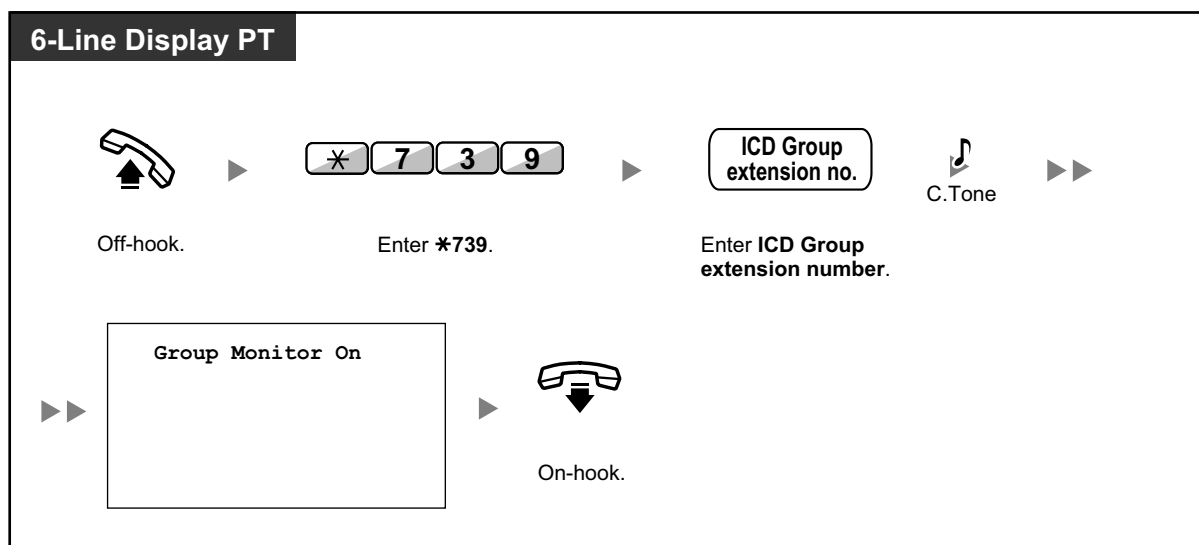 6-Line Display PT
✳ 7 3 9
ICD Group
extension no.
C.Tone
Off-hook.
Enter ✳739.
Enter ICD Group
extension number.
Group Monitor On
On-hook.